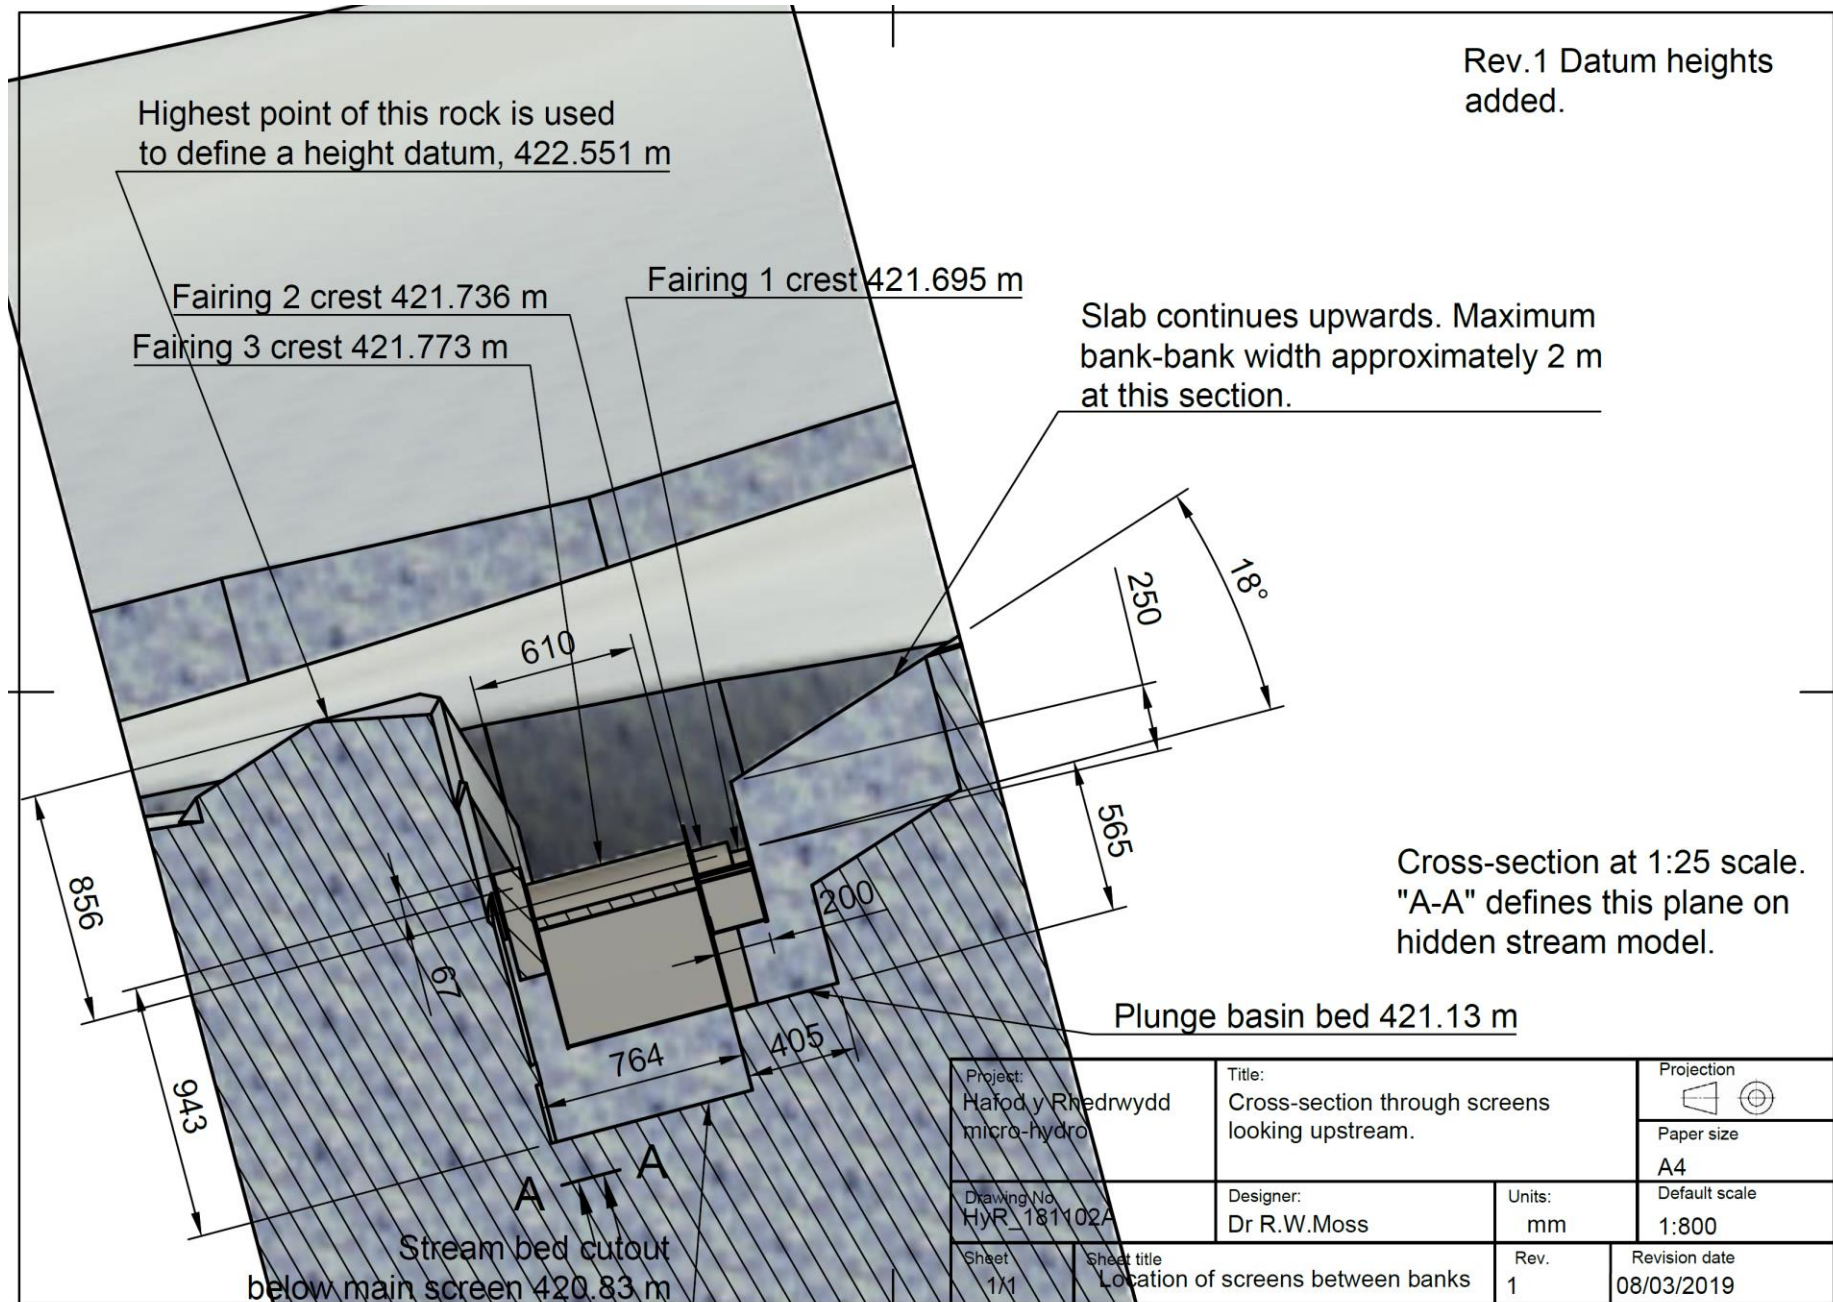 Rev.1 Datum heights
added.
Highest point of this rock is used
to define a height datum, 422.551 m
Fairing 2 crest 421.736 m
Fairing 1 crest 421.695 m
Fairing 3 crest 421.773 m
Slab continues upwards. Maximum
bank-bank width approximately 2 m
at this section.
18°
250
610
565
856
67
200
943
764
405
Cross-section at 1:25 scale.
"A-A" defines this plane on
hidden stream model.
Plunge basin bed 421.13 m
A
A
Stream bed cutout
below main screen 420.83 m
Project:
Hafod y Rhedrwydd
micro-hydro
Title:
Cross-section through screens
looking upstream.
Projection
Paper size
A4
Drawing No.
HyR_181102A
Designer:
Dr R.W.Moss
Units:
mm
Default scale
1:800
Sheet
1/1
Sheet title
Location of screens between banks
Rev.
1
Revision date
08/03/2019